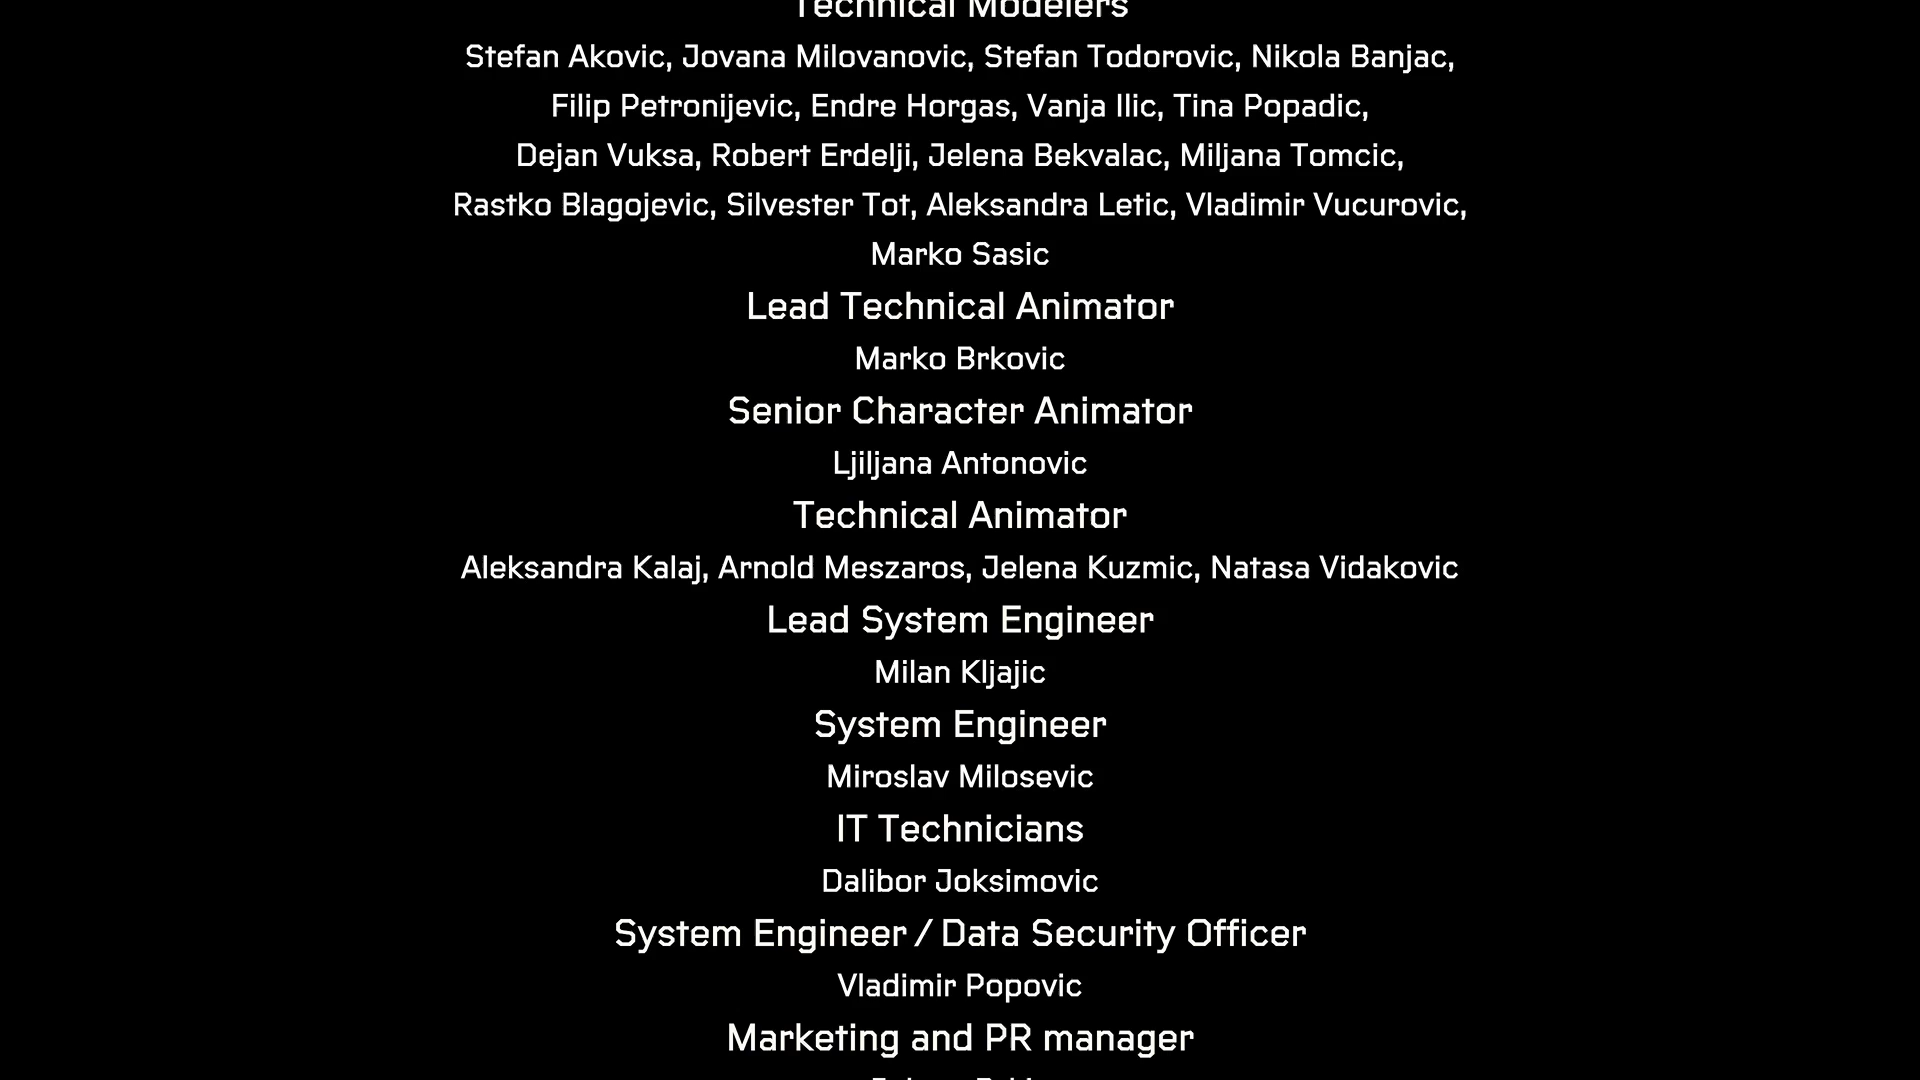 Technical Modelers
Stefan Akovic, Jovana Milovanovic, Stefan Todorovic, Nikola Banjac,
Filip Petronijevic, Endre Horgas, Vanja Ilic, Tina Popadic,
Dejan Vuksa, Robert Erdelji, Jelena Bekvalac, Miljana Tomcic,
Rastko Blagojevic, Silvester Tot, Aleksandra Letic, Vladimir Vucurovic,
Marko Sasic
Lead Technical Animator
Marko Brkovic
Senior Character Animator
Ljiljana Antonovic
Technical Animator
Aleksandra Kalaj, Arnold Meszaros, Jelena Kuzmic, Natasa Vidakovic
Lead System Engineer
Milan Kljajic
System Engineer
Miroslav Milosevic
IT Technicians
Dalibor Joksimovic
System Engineer / Data Security Officer
Vladimir Popovic
Marketing and PR manager